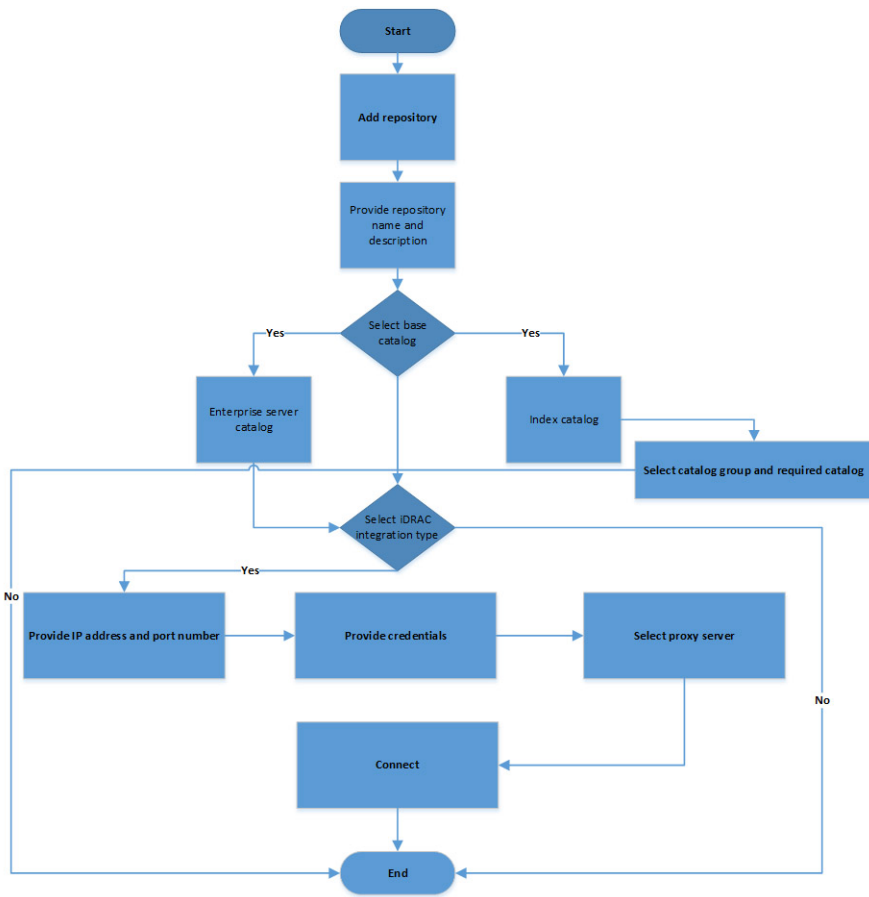 Start
Add repository
Provide repository
name and
description
Select base
catalog
Yes
Yes
Enterprise server
catalog
Index catalog
Select catalog group and required catalog
Select iDRAC
integration type
Yes
No
Provide IP address and port number
Provide credentials
Select proxy server
No
Connect
End